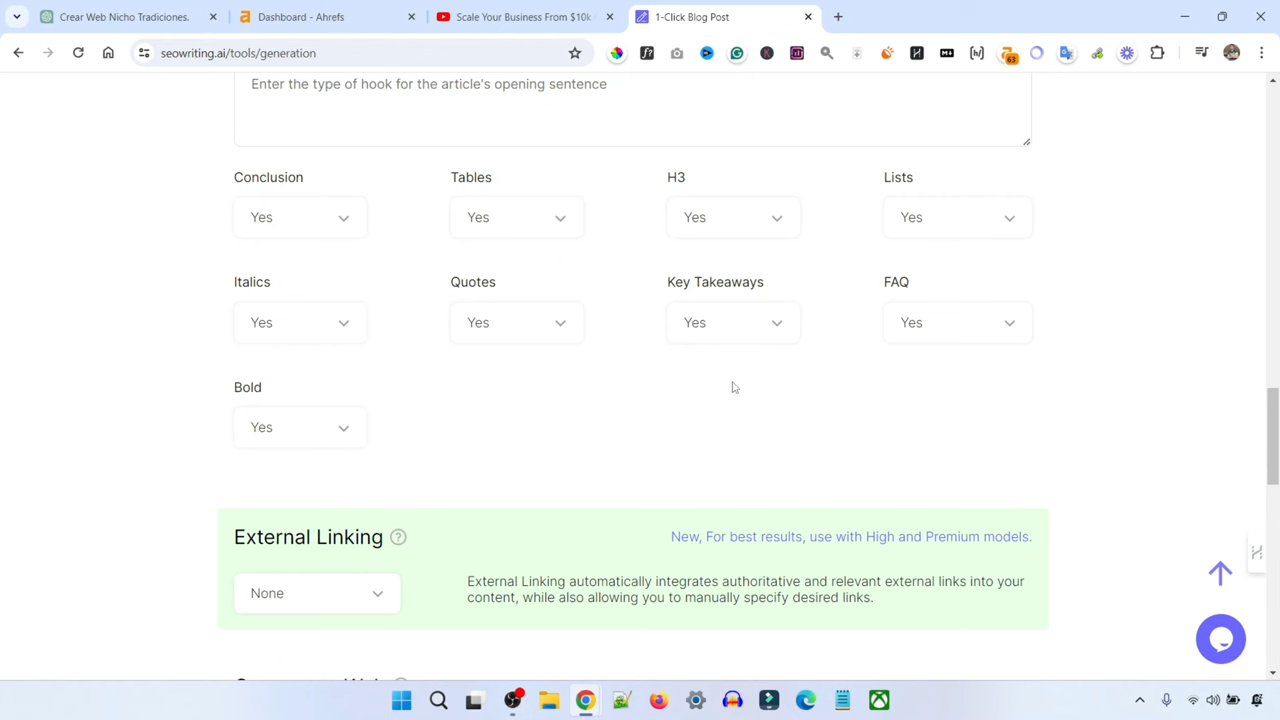 Crear Web Nicho Tradiciones.
Dashboard - Ahrefs
Scale Your Business From $10k
1-Click Blog Post
seowriting.ai/tools/generation
63
Enter the type of hook for the article's opening sentence
Conclusion
Tables
H3
Lists
Yes
Yes
Yes
Yes
Italics
Quotes
Key Takeaways
FAQ
Yes
Yes
Yes
Yes
Bold
Yes
External Linking
New, For best results, use with High and Premium models.
None
External Linking automatically integrates authoritative and relevant external links into your
content, while also allowing you to manually specify desired links.